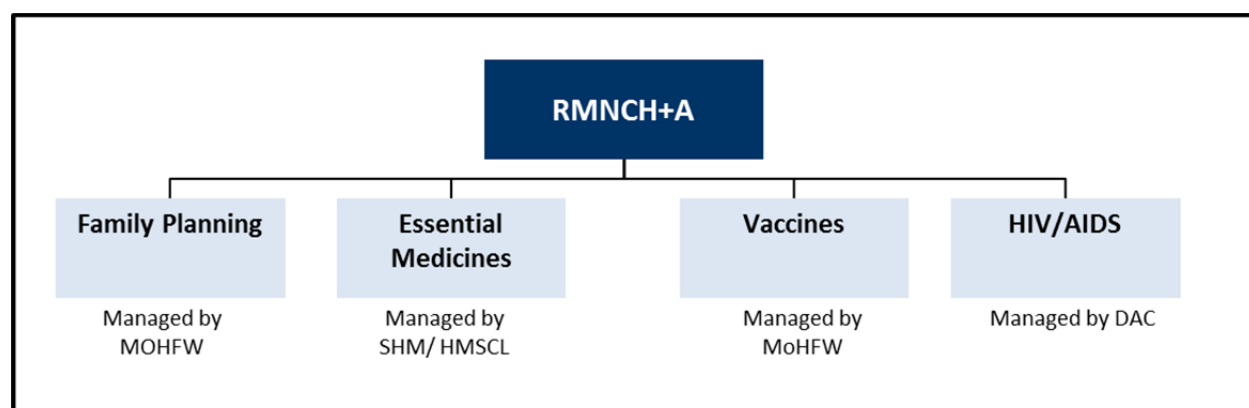 RMNCH+A
Family Planning
Essential
Medicines
Vaccines
HIV/AIDS
Managed by
MOHFW
Managed by
SHM/ HMSCL
Managed by
MoHFW
Managed by DAC